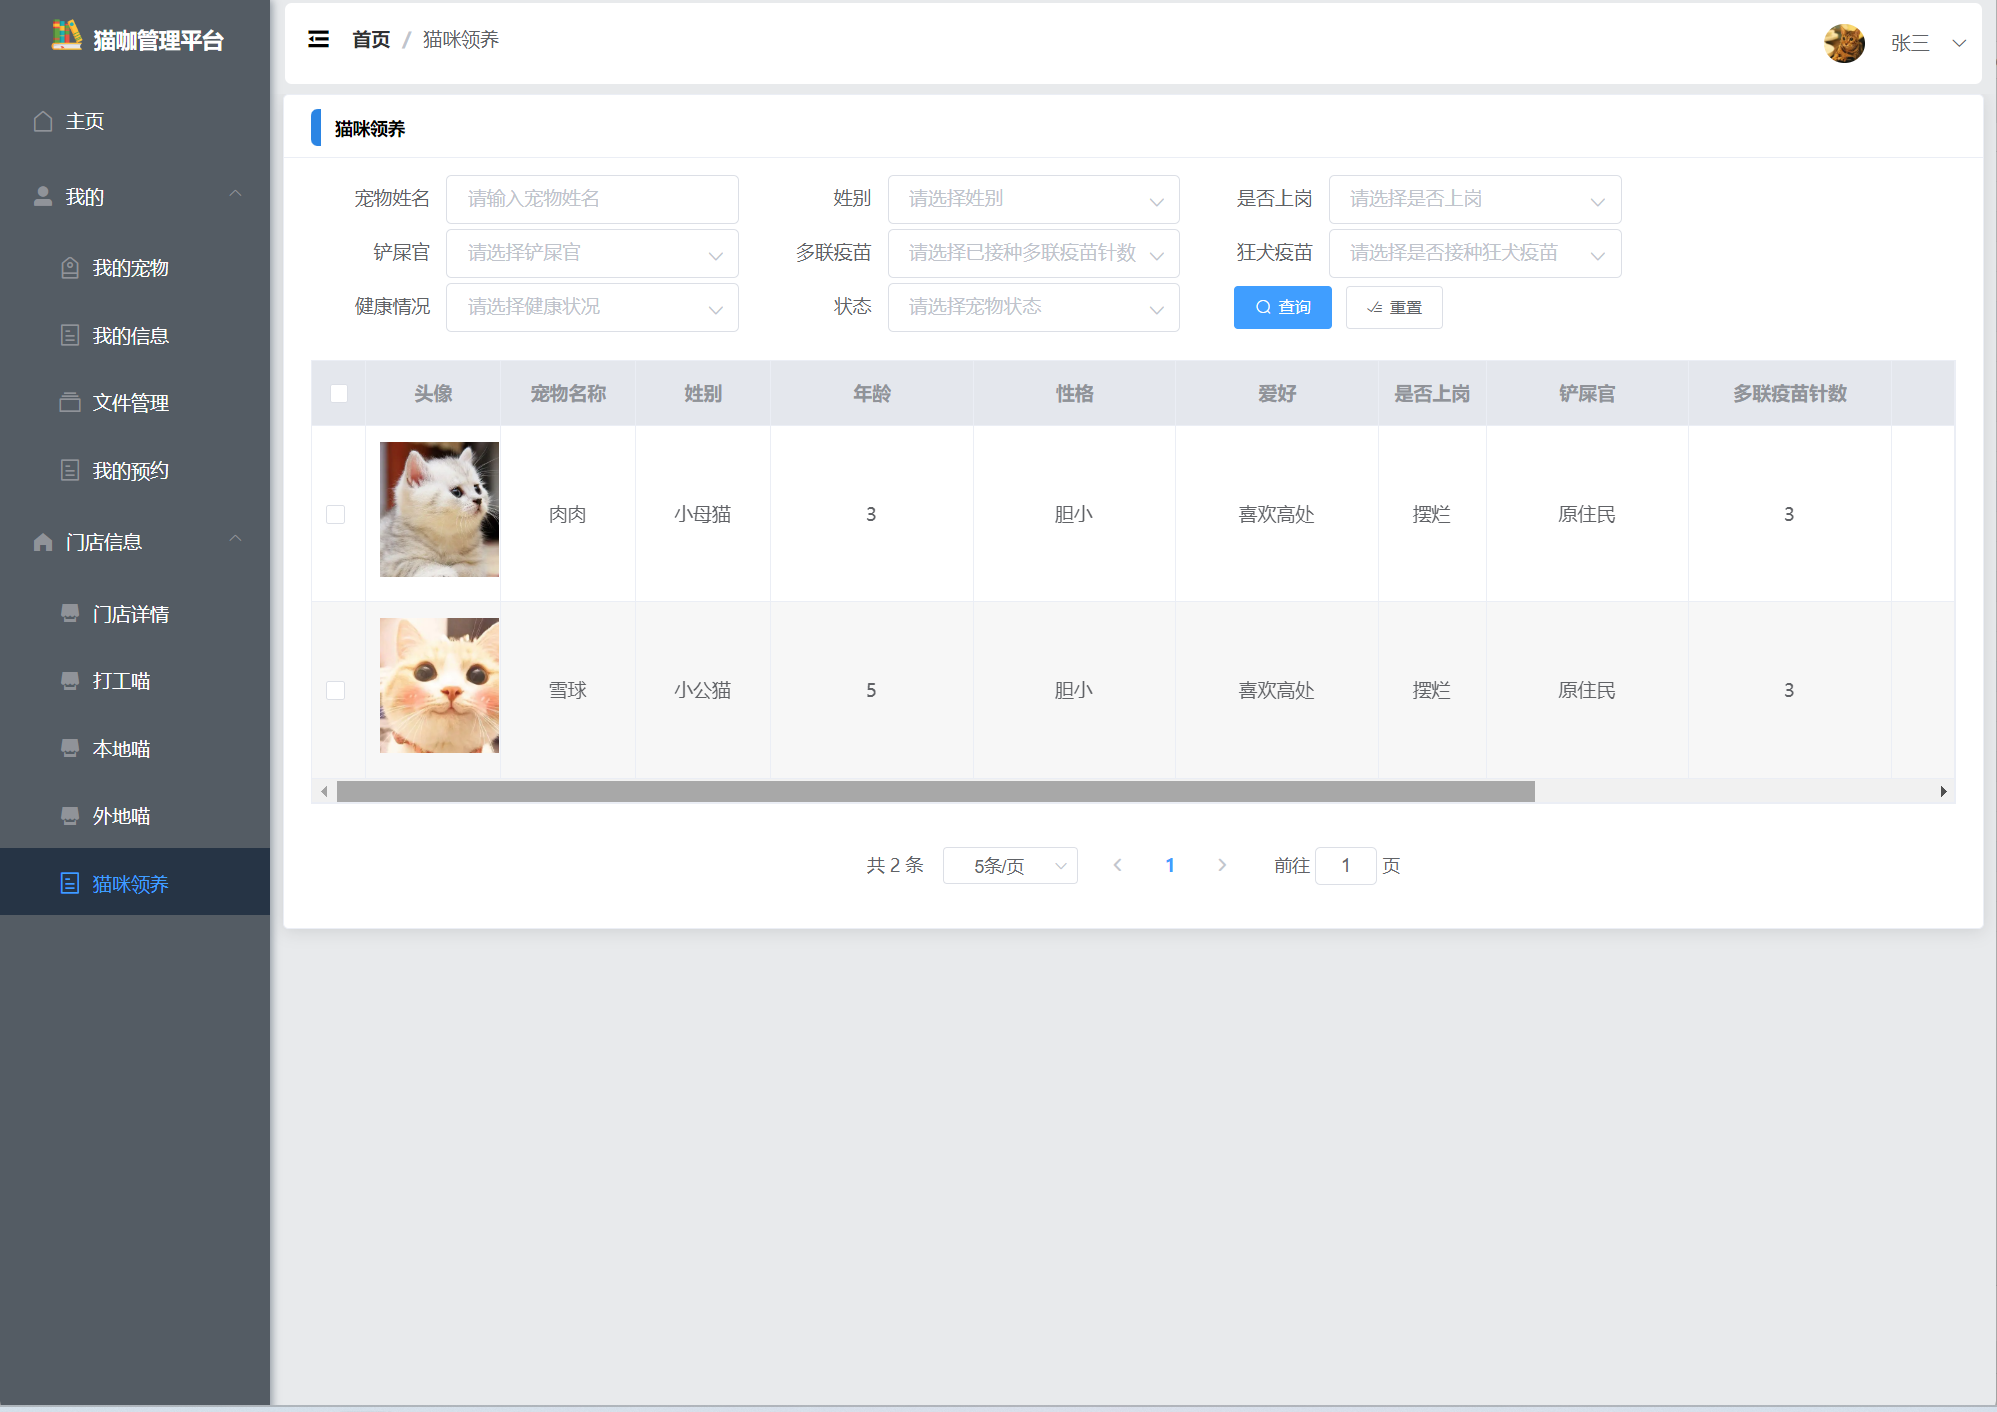 猫咖管理平台
主页
我的
我的宠物
我的信息
文件管理
我的预约
门店信息
门店详情
打工喵
本地喵
外地喵
猫咪领养
首页 / 猫咪领养
张三
猫咪领养
宠物姓名 请输入宠物姓名 姓别 请选择姓别 是否上岗 请选择是否上岗
铲屎官 请选择铲屎官 多联疫苗 请选择已接种多联疫苗针数 狂犬疫苗 请选择是否接种狂犬疫苗
健康情况 请选择健康状况 状态 请选择宠物状态 查询 重置
头像 宠物名称 姓别 年龄 性格 爱好 是否上岗 铲屎官 多联疫苗针数
肉肉 小母猫 3 胆小 喜欢高处 摆烂 原住民 3
雪球 小公猫 5 胆小 喜欢高处 摆烂 原住民 3
共 2 条 5条/页 1 前往 1 页